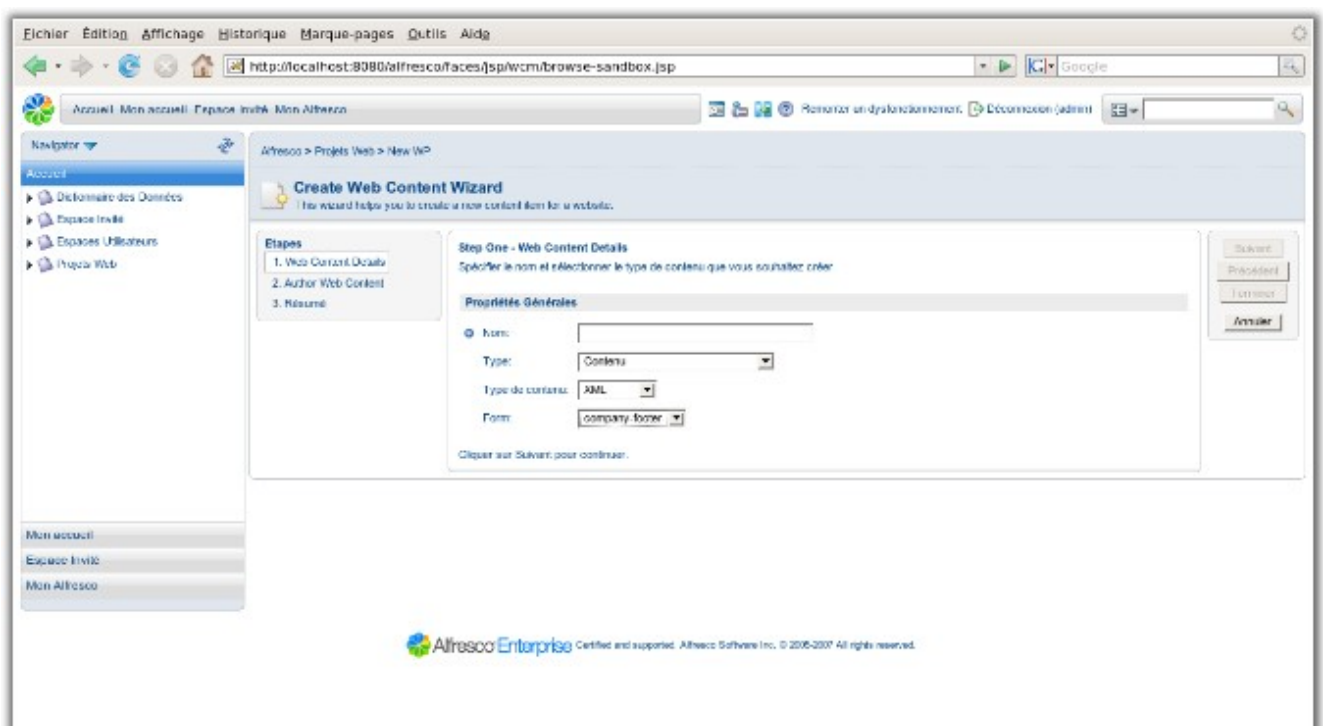 Fichier Édition Affichage Historique Marque-pages Outils Aide
http://localhost:8080/alfresco/faces/jsp/wcm/browse-sandbox.jsp
Google
Accueil Mon accueil Espace Invité Mon Alfresco
Remonter un dysfonctionnement Déconnexion (admin)
Navigator
Alfresco > Projets Web > New WP
Accueil
Create Web Content Wizard
This wizard helps you to create a new content item for a website.
Dictionnaire des Données
Espace Invité
Espaces Utilisateurs
Projets Web
Etapes
1. Web Content Details
2. Author Web Content
3. Résumé
Step One - Web Content Details
Spécifier le nom et sélectionner le type de contenu que vous souhaitez créer
Propriétés Générales
Nom:
Type: Contenu
Type de contenu: XML
Form: company-footer
Cliquer sur Suivant pour continuer.
Suivant
Précédent
Terminer
Annuler
Mon accueil
Espace Invité
Mon Alfresco
Alfresco Enterprise Certified and supported. Alfresco Software Inc. © 2005-2007 All rights reserved.